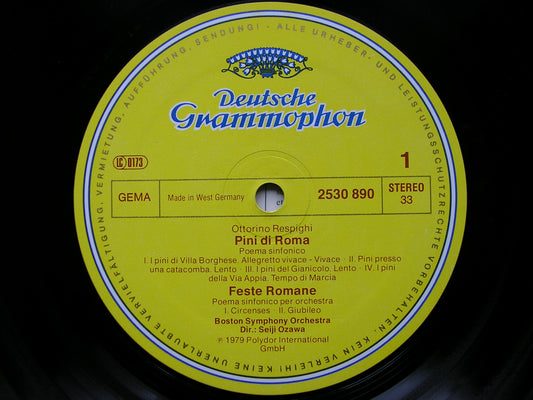 KEIN VERLEIH! KEINE UNERLAUBTE VERVIELFÄLTIGUNG, VERMIETUNG, AUFFÜHRUNG, SENDUNG! - ALLE URHEBER- UND LEISTUNGSSCHUTZRECHTE VORBEHALTEN.
Deutsche
Grammophon
LC 0173
1
GEMA
Made in West Germany
2530 890
STEREO
33
Ottorino Respighi
Pini di Roma
Poema sinfonico
I. I pini di Villa Borghese. Allegretto vivace - Vivace · II. Pini presso
una catacomba. Lento · III. I pini del Gianicolo. Lento · IV. I pini
della Via Appia. Tempo di Marcia
Feste Romane
Poema sinfonico per orchestra
I. Circenses · II. Giubileo
Boston Symphony Orchestra
Dir.: Seiji Ozawa
℗ 1979 Polydor International
GmbH